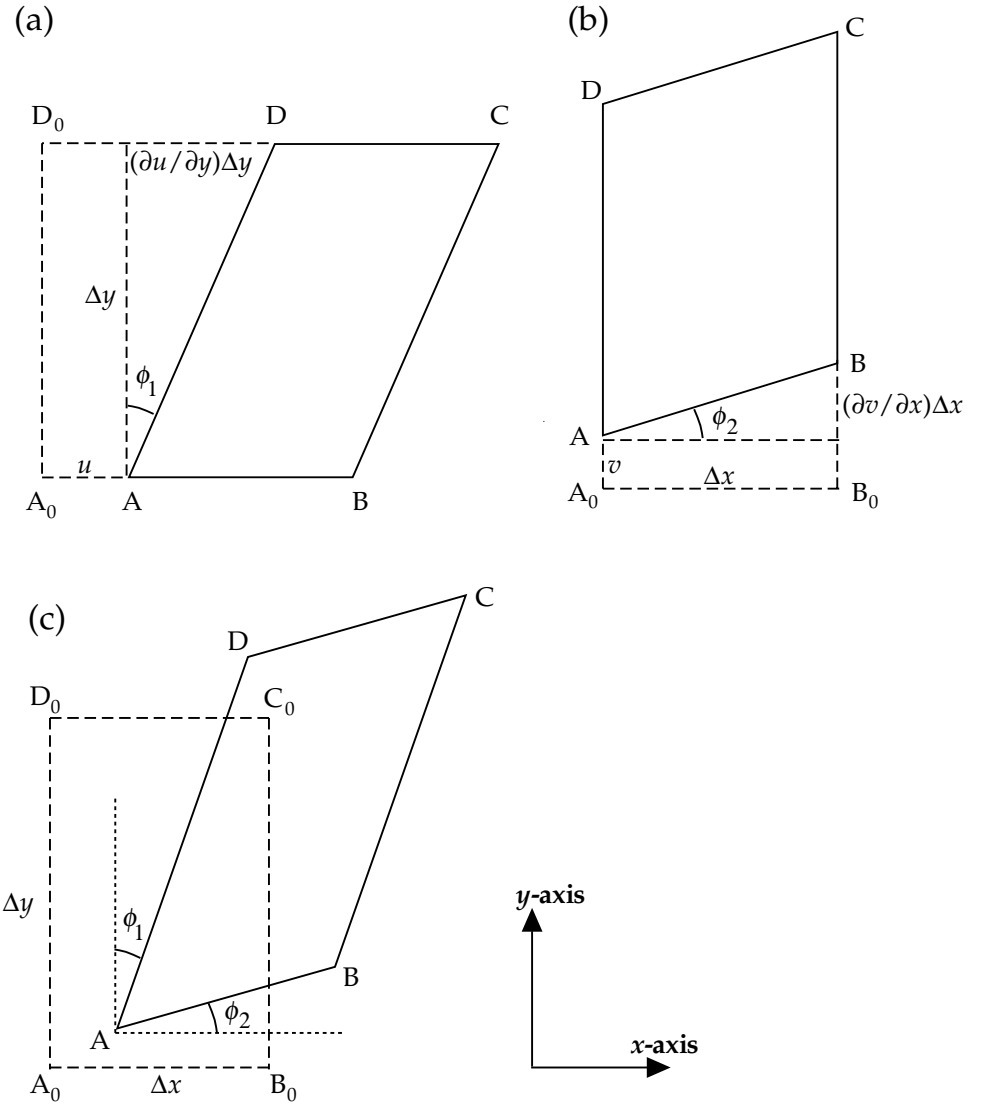 (a)
D₀ D C
(∂u/∂y)Δy
Δy
ϕ₁
u
A₀ A B
(b)
C
D
B
(∂v/∂x)Δx
ϕ₂
A
v
Δx
A₀ B₀
(c)
C
D
D₀ C₀
Δy
ϕ₁
B
ϕ₂
A
A₀ Δx B₀
y-axis
x-axis